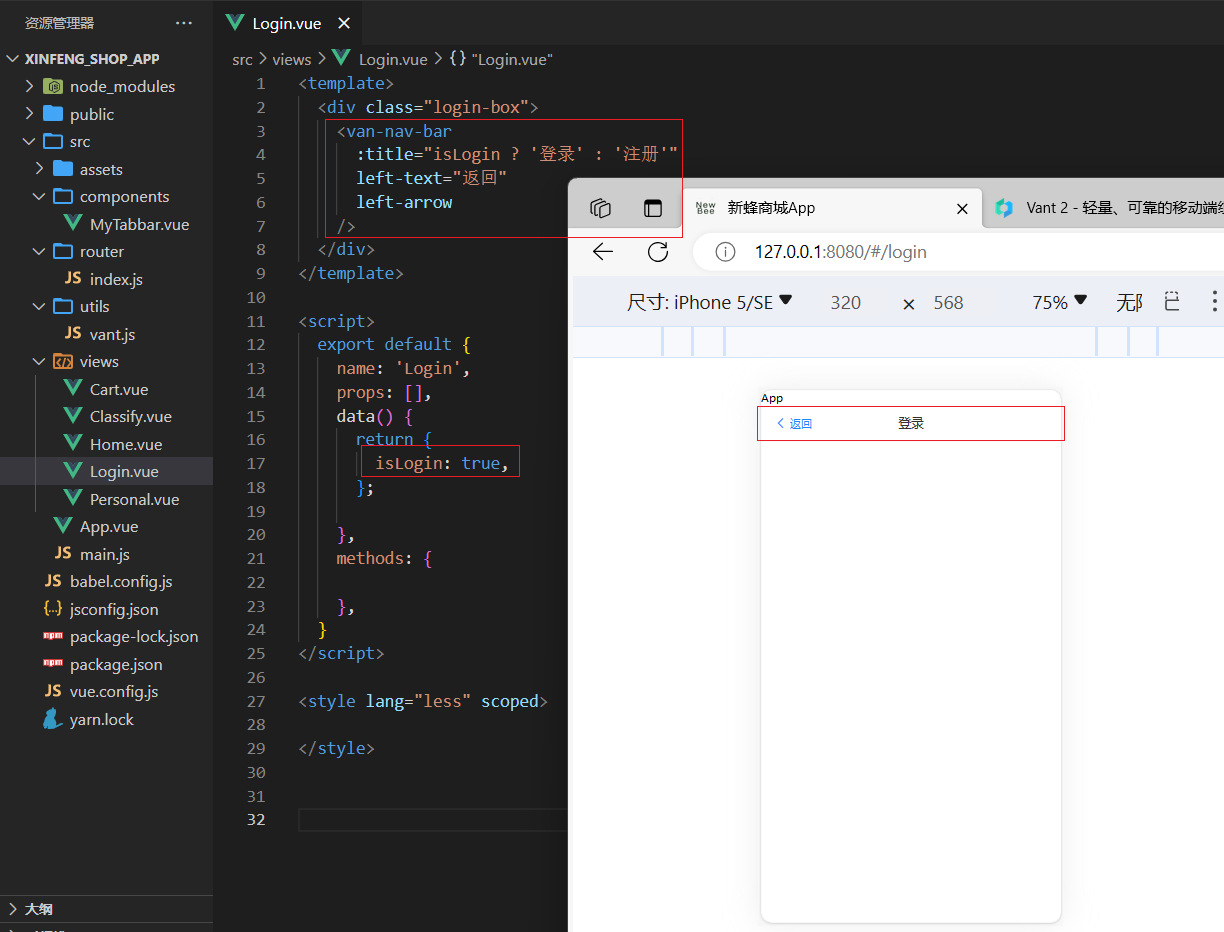 资源管理器
XINFENG_SHOP_APP
node_modules
public
src
assets
components
MyTabbar.vue
router
JS index.js
utils
JS vant.js
views
Cart.vue
Classify.vue
Home.vue
Login.vue
Personal.vue
App.vue
JS main.js
JS babel.config.js
{..} jsconfig.json
npm package-lock.json
npm package.json
JS vue.config.js
yarn.lock
大纲
Login.vue
src > views > Login.vue > {} "Login.vue"
1 <template>
2 <div class="login-box">
3 <van-nav-bar
4 :title="isLogin ? '登录' : '注册'"
5 left-text="返回"
6 left-arrow
7 />
8 </div>
9 </template>
10
11 <script>
12 export default {
13 name: 'Login',
14 props: [],
15 data() {
16 return {
17 isLogin: true,
18 };
19
20 },
21 methods: {
22
23 },
24 }
25 </script>
26
27 <style lang="less" scoped>
28
29 </style>
30
31
32
New Bee 新蜂商城App
Vant 2 - 轻量、可靠的移动端
127.0.0.1:8080/#/login
尺寸: iPhone 5/SE 320 × 568 75%
App
返回 登录